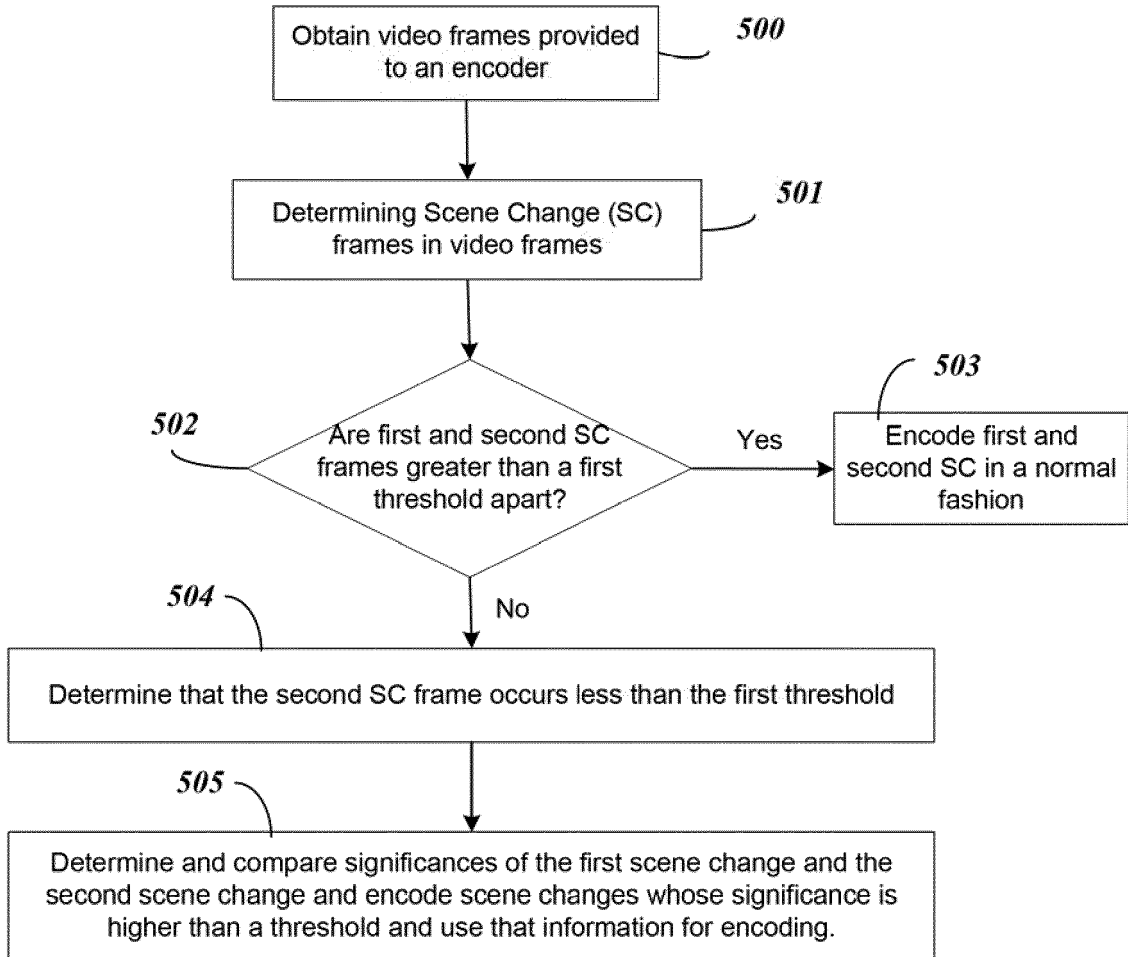 500
Obtain video frames provided
to an encoder
501
Determining Scene Change (SC)
frames in video frames
502
Are first and second SC
frames greater than a first
threshold apart?
Yes
503
Encode first and
second SC in a normal
fashion
No
504
Determine that the second SC frame occurs less than the first threshold
505
Determine and compare significances of the first scene change and the
second scene change and encode scene changes whose significance is
higher than a threshold and use that information for encoding.